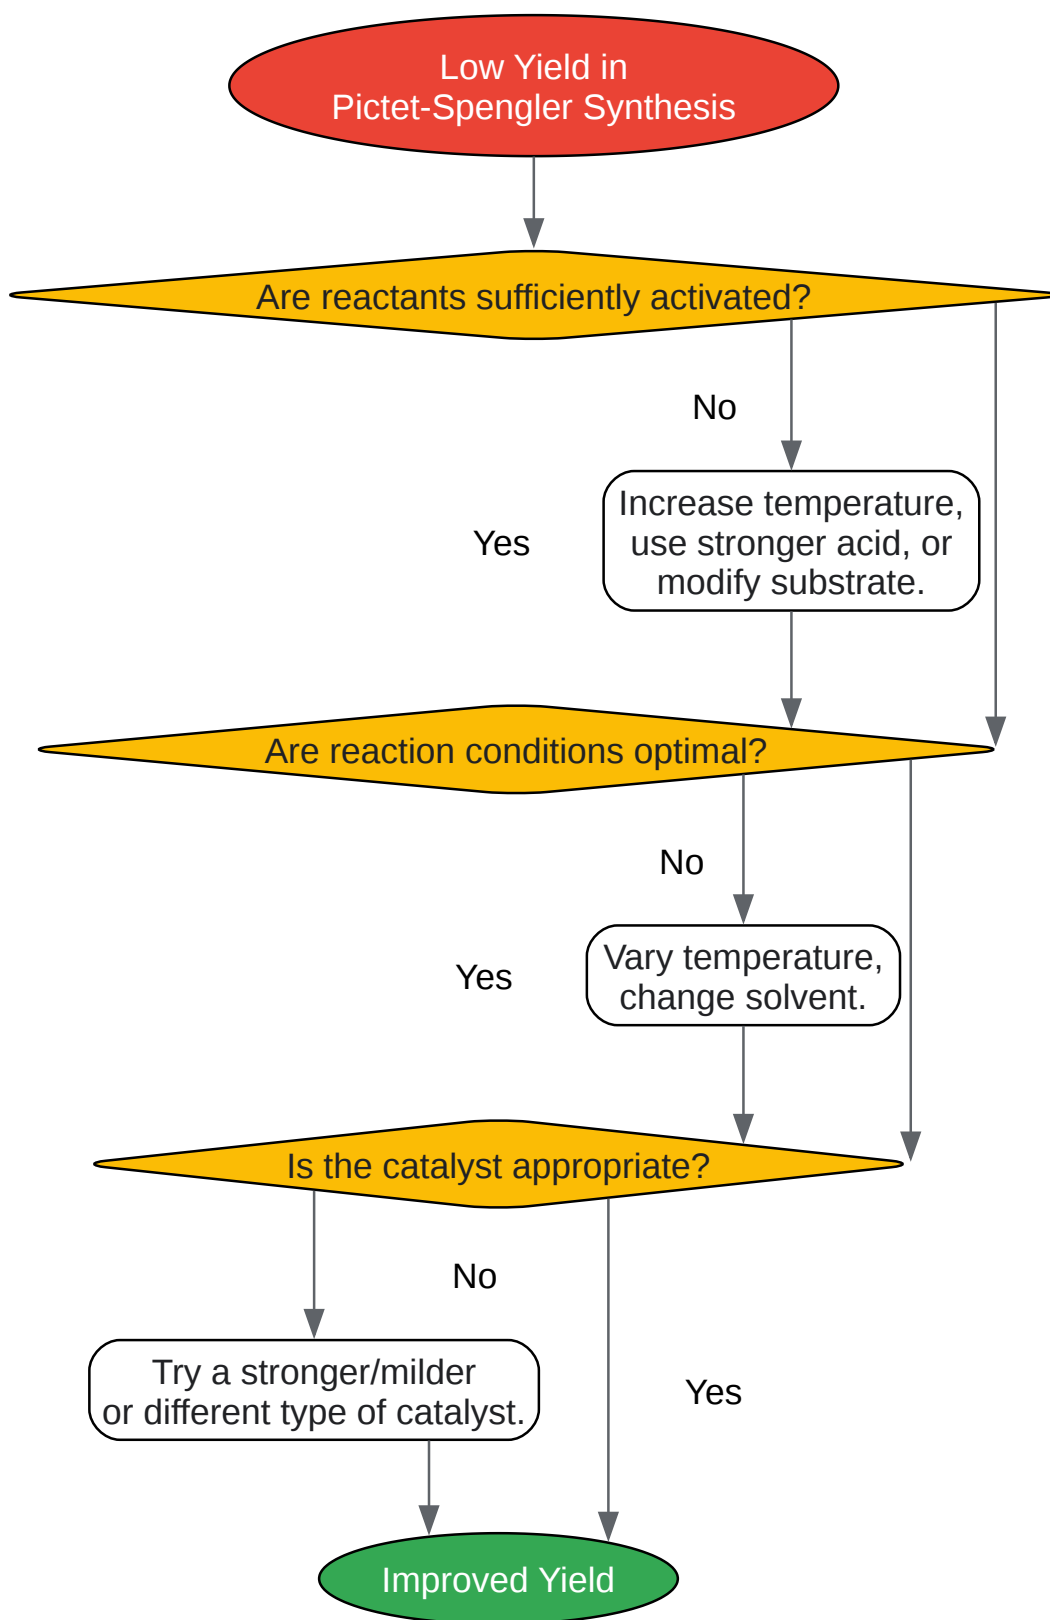 Low Yield in
Pictet-Spengler Synthesis
Are reactants sufficiently activated?
No
Increase temperature,
use stronger acid, or
modify substrate.
Yes
Are reaction conditions optimal?
No
Vary temperature,
change solvent.
Yes
Is the catalyst appropriate?
No
Try a stronger/milder
or different type of catalyst.
Yes
Improved Yield